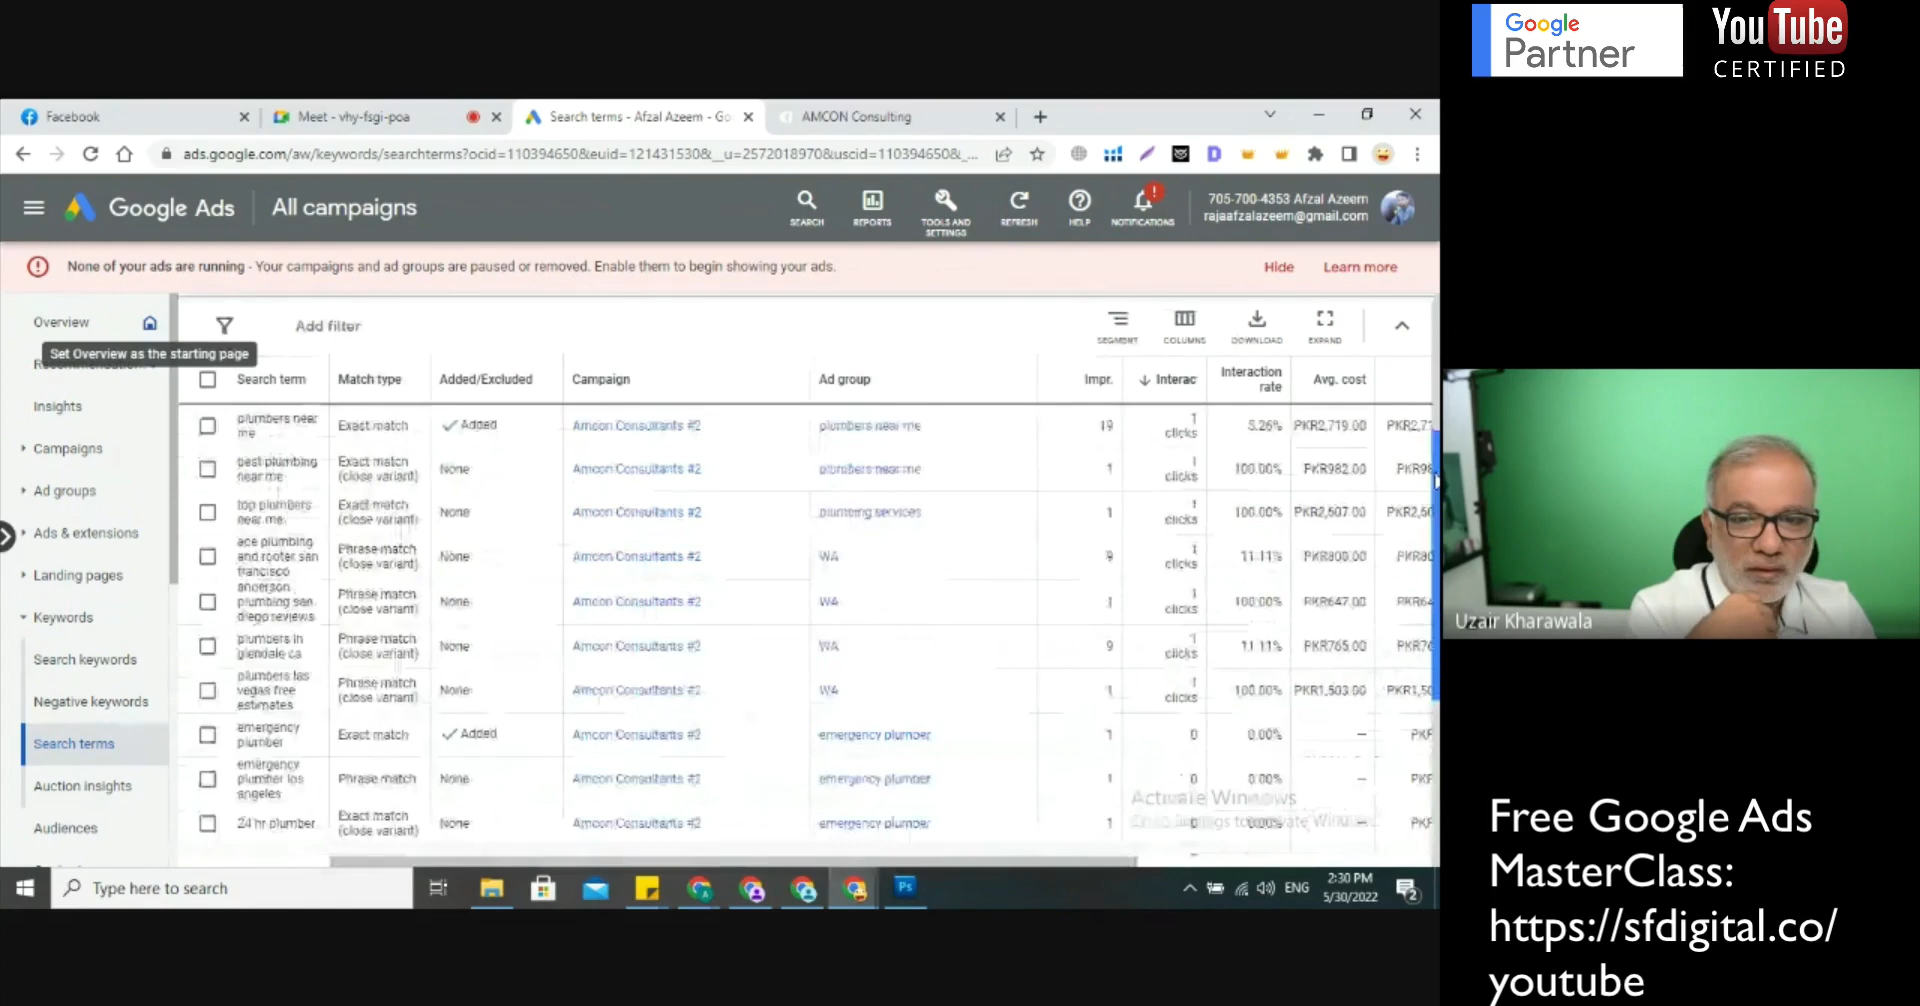 Google
Partner
You Tube
CERTIFIED
Facebook
Meet - vhy-fsgi-poa
Search terms - Afzal Azeem - Go
AMCON Consulting
ads.google.com/aw/keywords/searchterms?ocid=110394650&euid=121431530&__u=2572018970&uscid=110394650&_...
Google Ads
All campaigns
SEARCH
REPORTS
TOOLS AND
SETTINGS
REFRESH
HELP
NOTIFICATIONS
705-700-4353 Afzal Azeem
rajaafzalazeem@gmail.com
None of your ads are running - Your campaigns and ad groups are paused or removed. Enable them to begin showing your ads.
Hide
Learn more
Overview
Set Overview as the starting page
Insights
Campaigns
Ad groups
Ads & extensions
Landing pages
Keywords
Search keywords
Negative keywords
Search terms
Auction insights
Audiences
Add filter
SEGMENT
COLUMNS
DOWNLOAD
EXPAND
Search term Match type Added/Excluded Campaign Ad group Impr. Interac Interaction rate Avg. cost
plumbers near me Exact match Added Amcon Consultants #2 plumbers near me 19 1 clicks 5.26% PKR2,719.00
best plumbing near me Exact match (close variant) None Amcon Consultants #2 plumbers near me 1 1 clicks 100.00% PKR982.00
top plumbers near me Exact match (close variant) None Amcon Consultants #2 plumbing services 1 1 clicks 100.00% PKR2,507.00
ace plumbing and rooter san francisco Phrase match (close variant) None Amcon Consultants #2 WA 9 1 clicks 11.11% PKR800.00
anderson plumbing san diego reviews Phrase match (close variant) None Amcon Consultants #2 WA 1 1 clicks 100.00% PKR647.00
plumbers in glendale ca Phrase match (close variant) None Amcon Consultants #2 WA 9 1 clicks 11.11% PKR765.00
plumbers las vegas free estimates Phrase match (close variant) None Amcon Consultants #2 WA 1 1 clicks 100.00% PKR1,503.00
emergency plumber Exact match Added Amcon Consultants #2 emergency plumber 1 0 0.00% –
emergency plumber los angeles Phrase match None Amcon Consultants #2 emergency plumber 1 0 0.00% –
24 hr plumber Exact match (close variant) None Amcon Consultants #2 emergency plumber 1 0 0.00%
Activate Windows
Type here to search
Ps
ENG
2:30 PM
5/30/2022
2
Uzair Kharawala
Free Google Ads
MasterClass:
https://sfdigital.co/
youtube